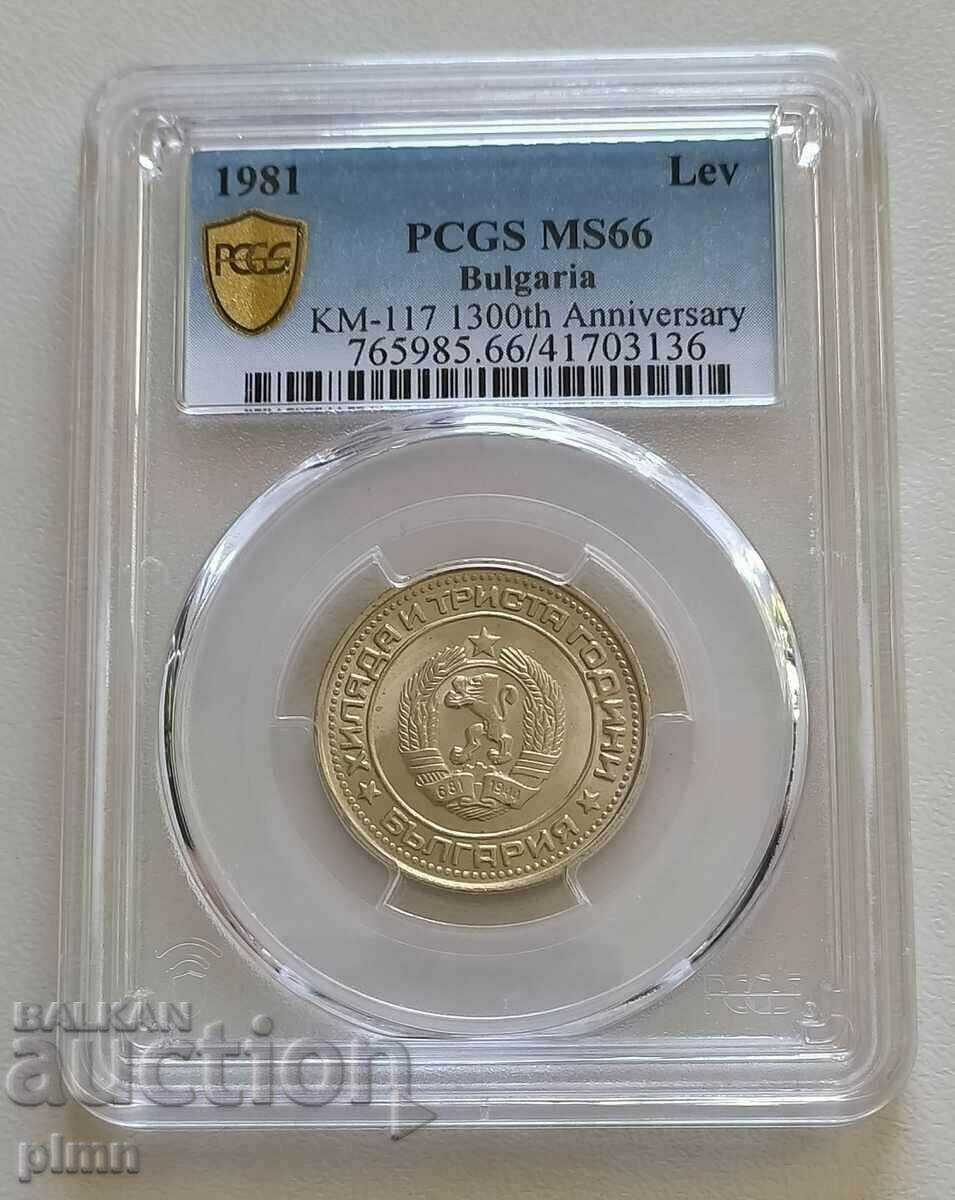 1981 Lev
PCGS
PCGS MS66
Bulgaria
KM-117 1300th Anniversary
765985.66/41703136
ХИЛЯДА И ТРИСТА ГОДИНИ
681 1944
БЪЛГАРИЯ
PCGS
BALKAN
auction
plmn